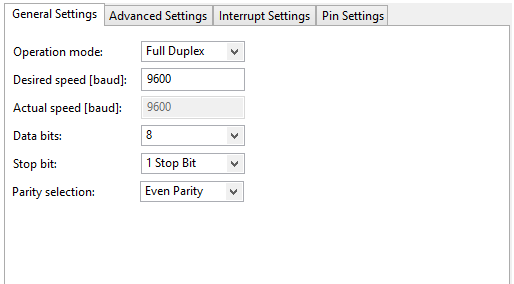 General Settings Advanced Settings Interrupt Settings Pin Settings
Operation mode: Full Duplex
Desired speed [baud]: 9600
Actual speed [baud]: 9600
Data bits: 8
Stop bit: 1 Stop Bit
Parity selection: Even Parity